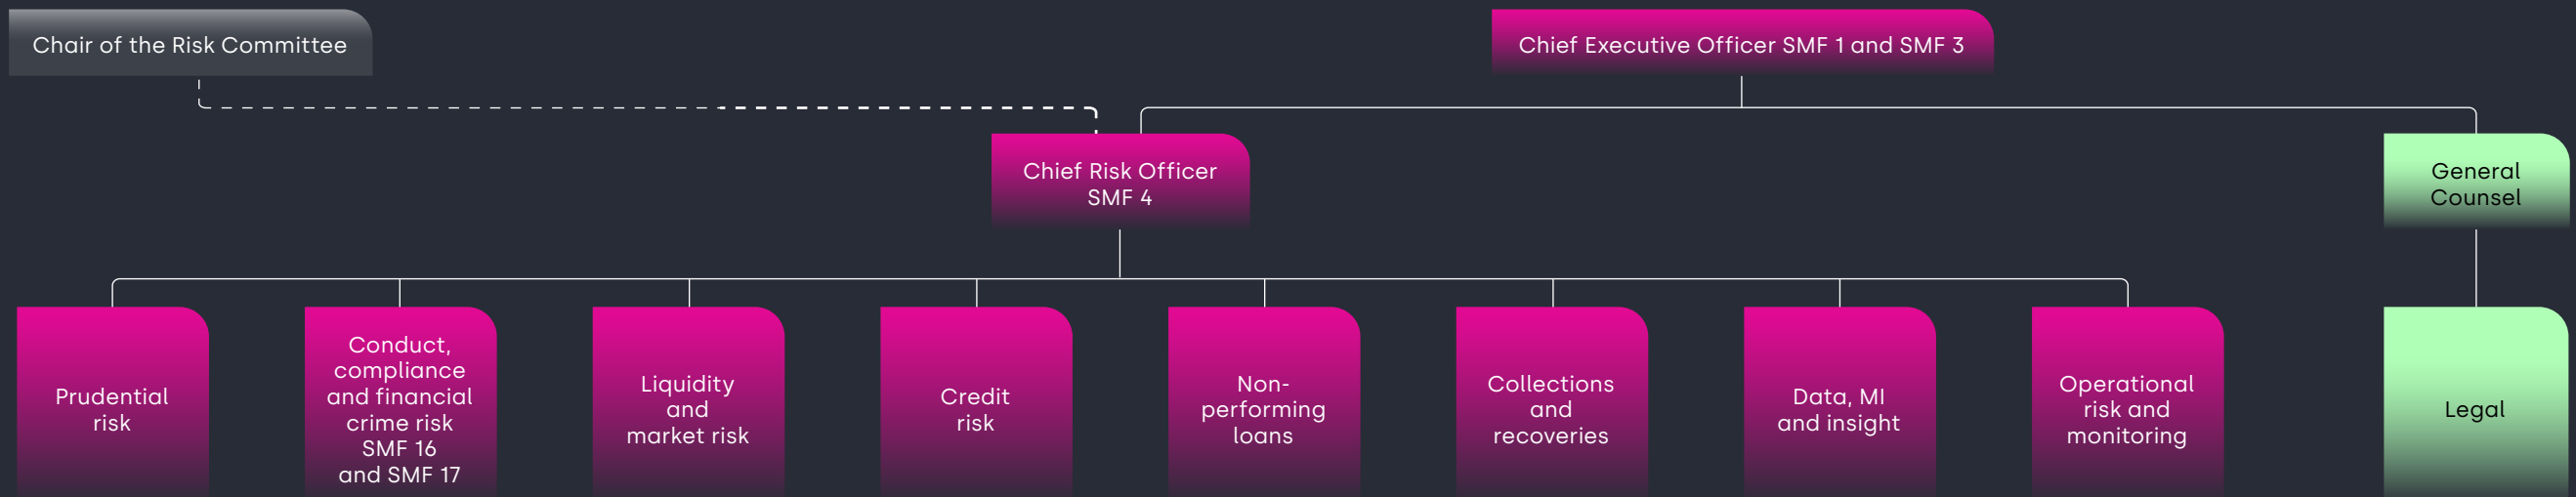 Chair of the Risk Committee
Chief Executive Officer SMF 1 and SMF 3
Chief Risk Officer
SMF 4
General
Counsel
Prudential
risk
Conduct,
compliance
and financial
crime risk
SMF 16
and SMF 17
Liquidity
and
market risk
Credit
risk
Non-
performing
loans
Collections
and
recoveries
Data, MI
and insight
Operational
risk and
monitoring
Legal